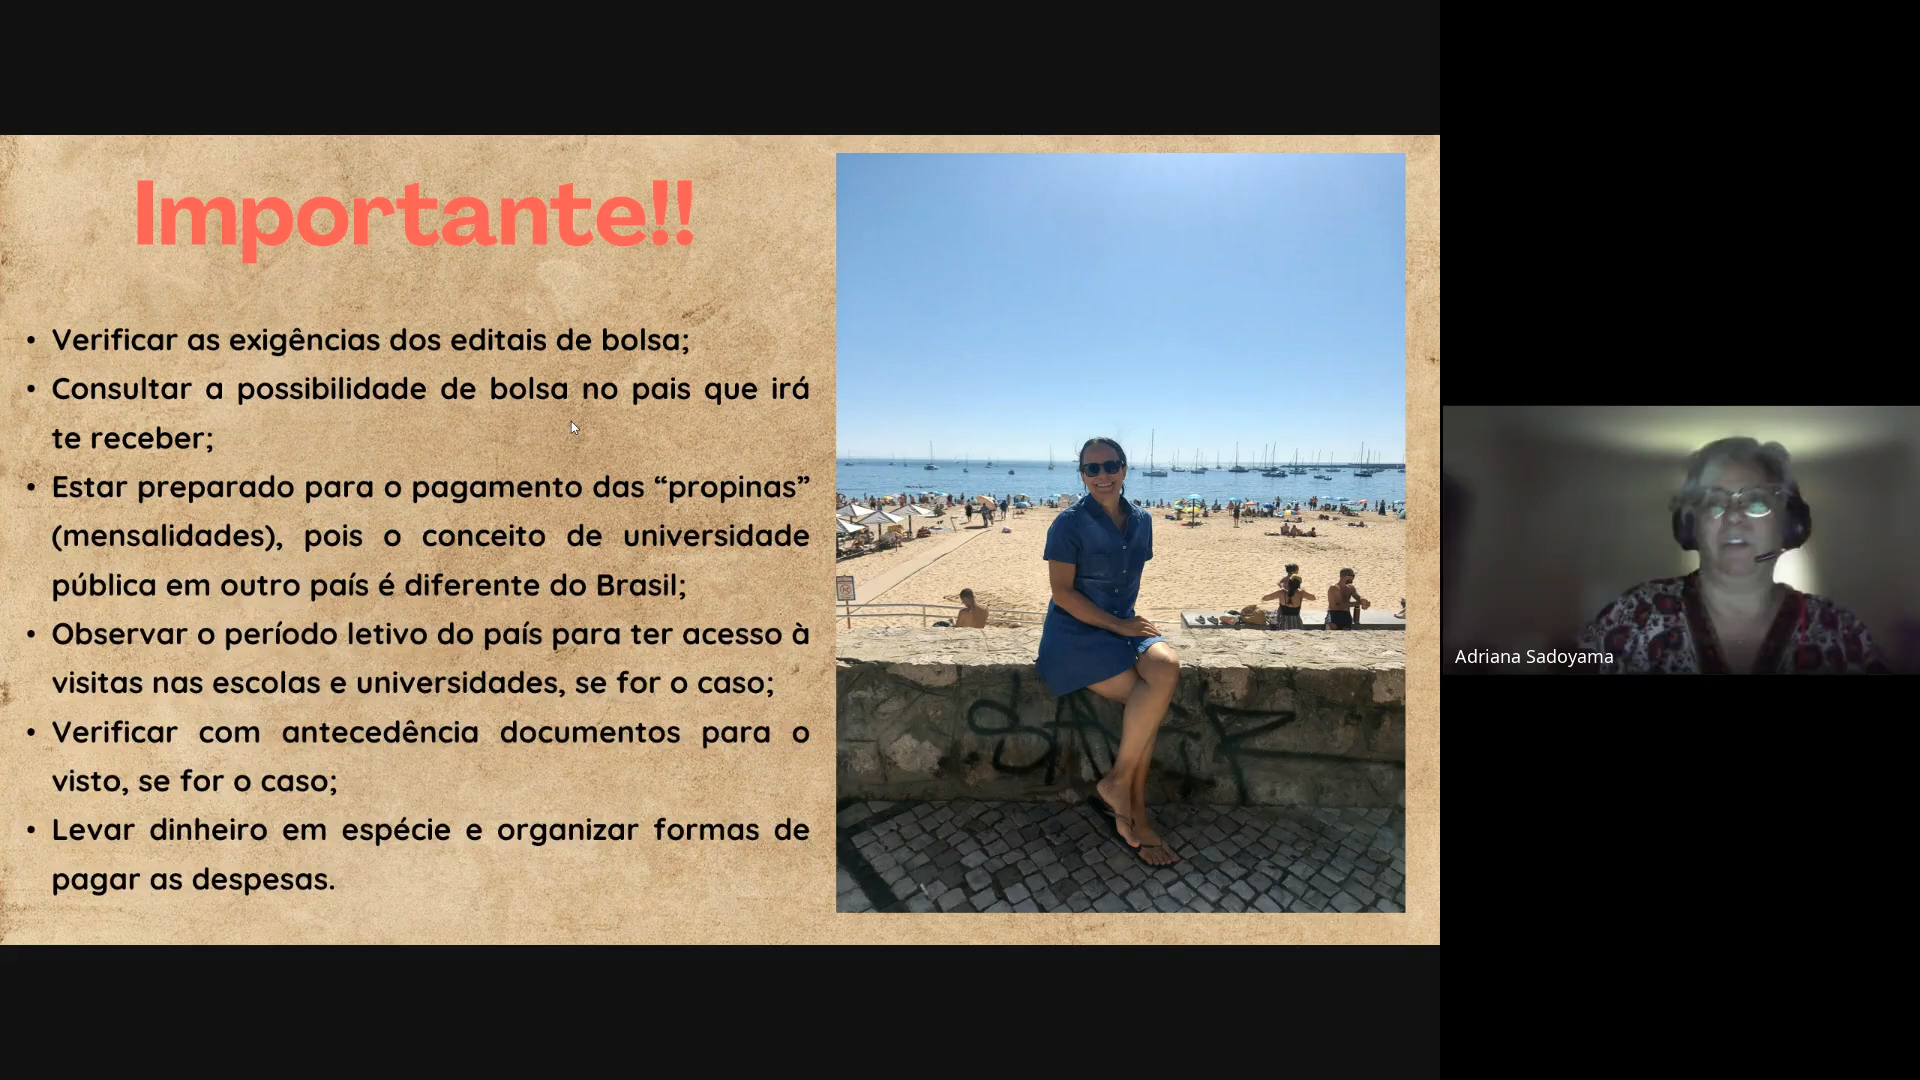 Importante!!
• Verificar as exigências dos editais de bolsa;
• Consultar a possibilidade de bolsa no pais que irá
te receber;
• Estar preparado para o pagamento das “propinas”
(mensalidades), pois o conceito de universidade
pública em outro país é diferente do Brasil;
• Observar o período letivo do país para ter acesso à
visitas nas escolas e universidades, se for o caso;
• Verificar com antecedência documentos para o
visto, se for o caso;
• Levar dinheiro em espécie e organizar formas de
pagar as despesas.
Adriana Sadoyama